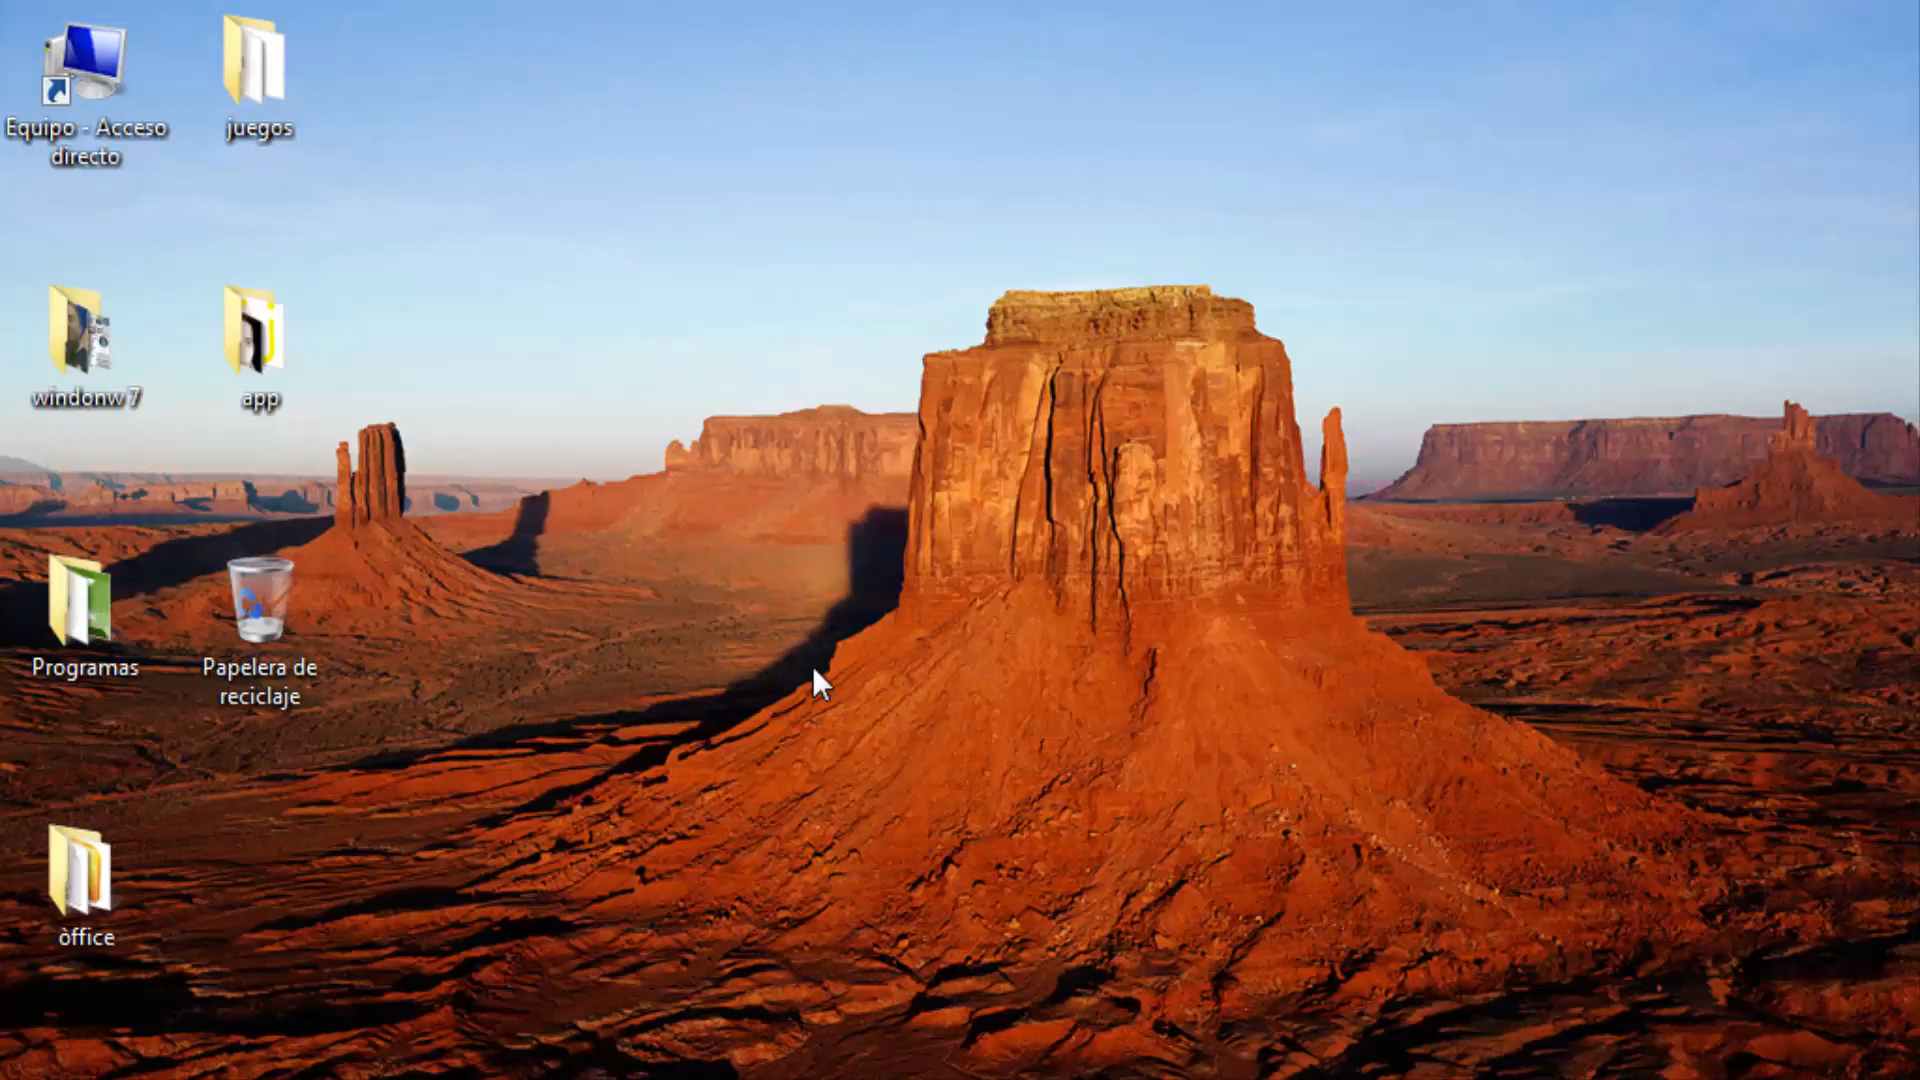 Equipo - Acceso
directo
juegos
windonw 7
app
Programas
Papelera de
reciclaje
òffice